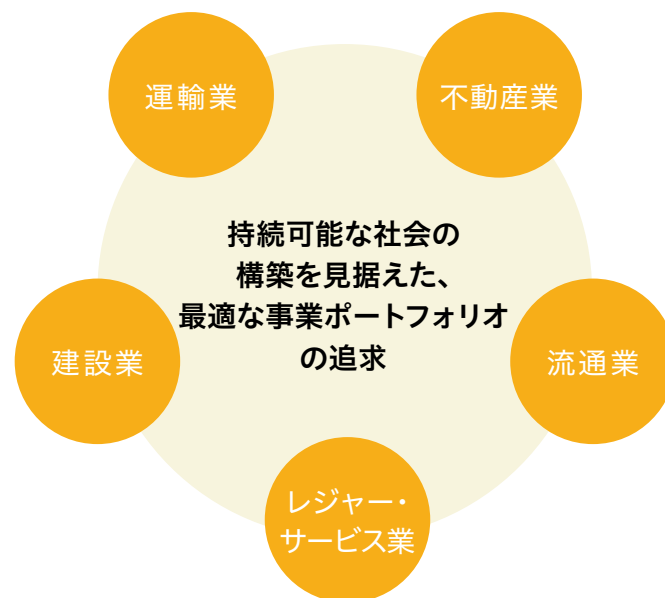 運輸業
不動産業
持続可能な社会の
構築を見据えた、
最適な事業ポートフォリオ
の追求
建設業
流通業
レジャー・
サービス業